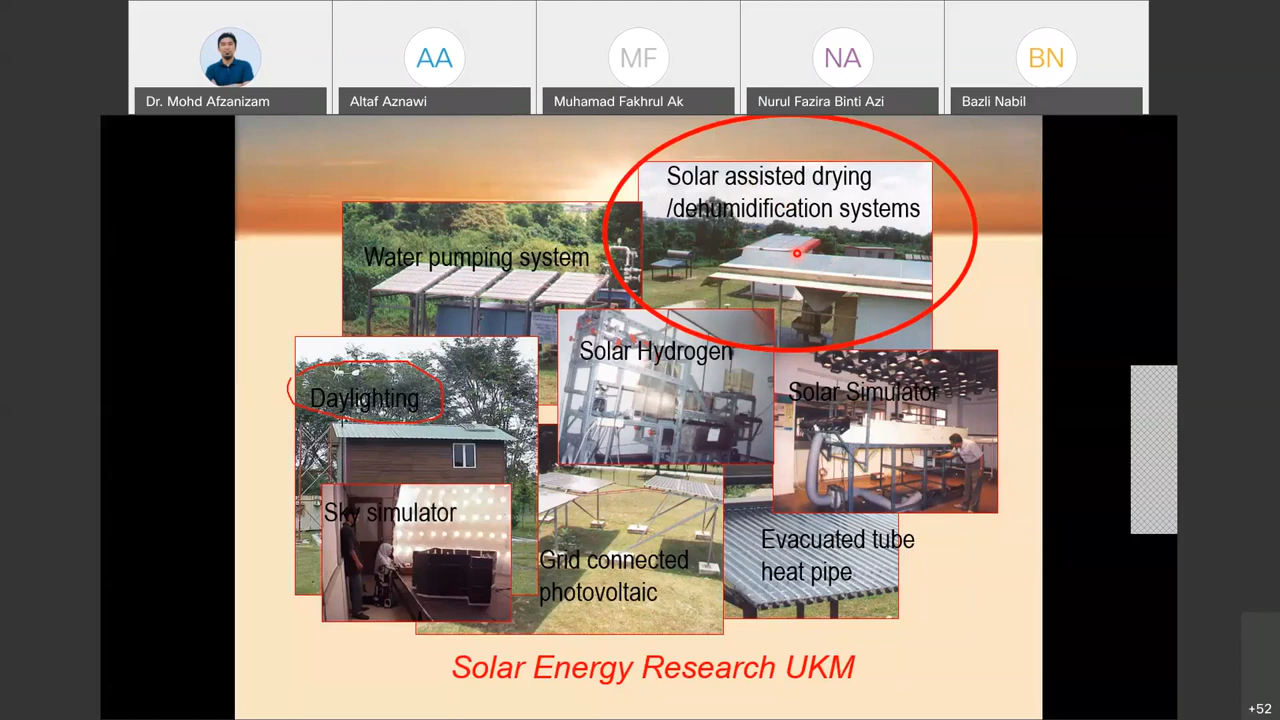 AA
MF
NA
BN
Dr. Mohd Afzanizam
Altaf Aznawi
Muhamad Fakhrul Ak
Nurul Fazira Binti Azi
Bazli Nabil
Solar assisted drying
/dehumidification systems
Water pumping system
Solar Hydrogen
Daylighting
Solar Simulator
Sky simulator
Grid connected
photovoltaic
Evacuated tube
heat pipe
Solar Energy Research UKM
+52